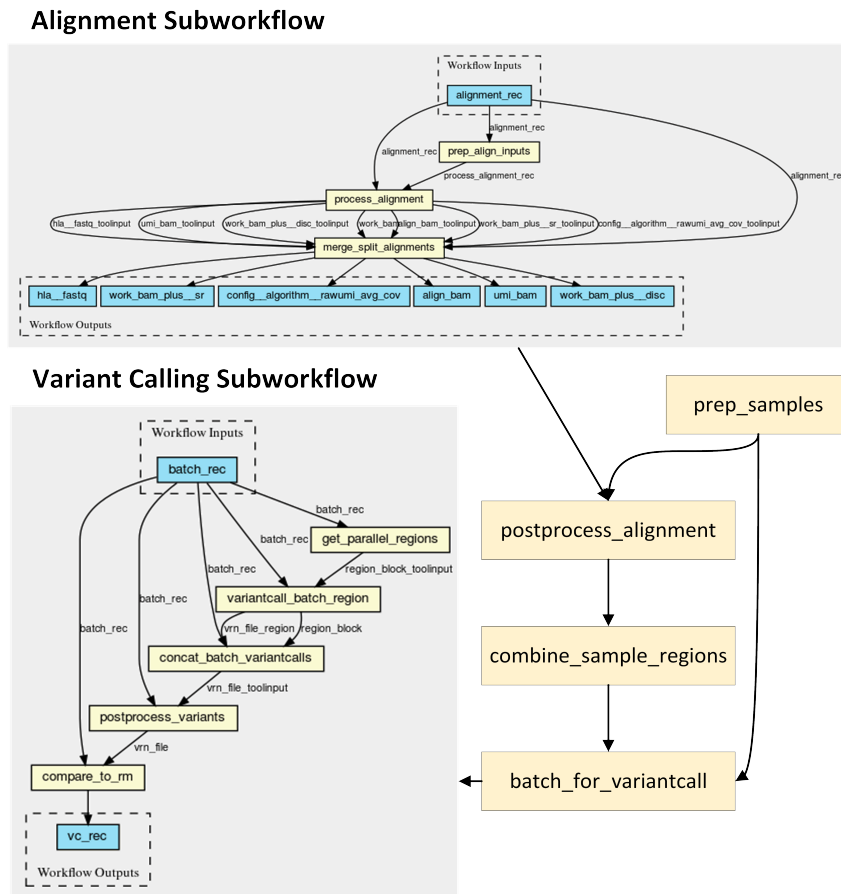 Alignment Subworkflow
Workflow Inputs
alignment_rec
alignment_rec
alignment_rec
prep_align_inputs
alignment_re
process_alignment_rec
process_alignment
hla__fastq_toolinput
umi_bam_toolinput
work_bam_plus__disc_toolinput
align_bam_toolinput
work_bam_plus__sr_toolinput
config__algorithm__rawumi_avg_cov_toolinput
merge_split_alignments
hla__fastq
work_bam_plus__sr
config__algorithm__rawumi_avg_cov
align_bam
umi_bam
work_bam_plus__disc
Workflow Outputs
Variant Calling Subworkflow
Workflow Inputs
batch_rec
batch_rec
get_parallel_regions
batch_rec
batch_rec
region_block_toolinput
variantcall_batch_region
batch_rec
batch_rec
vrn_file_region
region_block
concat_batch_variantcalls
vrn_file_toolinput
postprocess_variants
vrn_file
compare_to_rm
vc_rec
Workflow Outputs
prep_samples
postprocess_alignment
combine_sample_regions
batch_for_variantcall